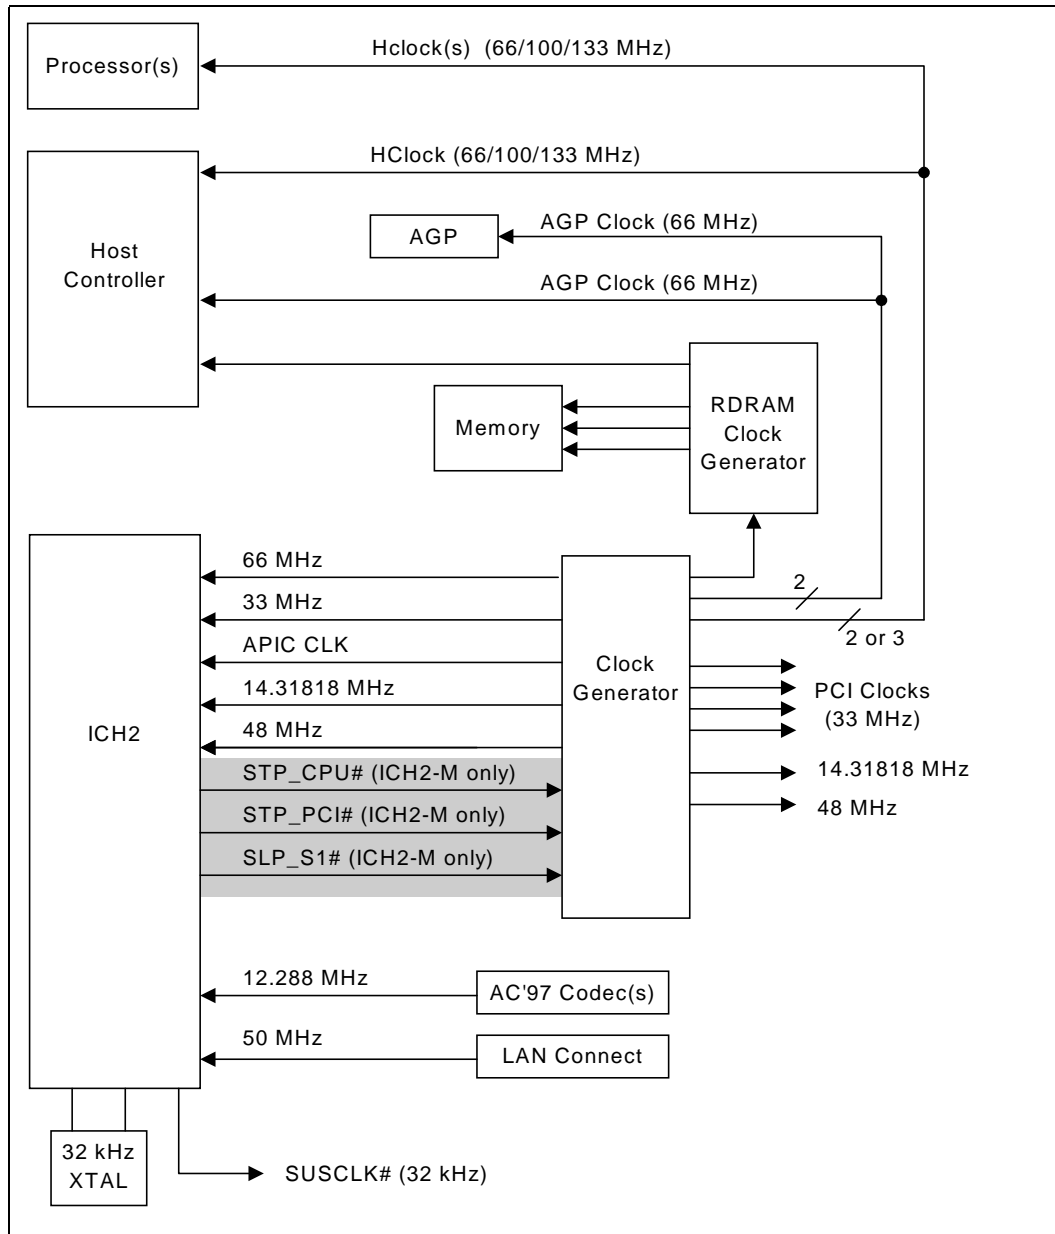 Hclock(s) (66/100/133 MHz)
Processor(s)
HClock (66/100/133 MHz)
AGP Clock (66 MHz)
AGP
Host
Controller
AGP Clock (66 MHz)
RDRAM
Clock
Generator
Memory
66 MHz
2
33 MHz
2 or 3
APIC CLK
Clock
Generator
PCI Clocks
(33 MHz)
14.31818 MHz
ICH2
48 MHz
STP_CPU# (ICH2-M only)
14.31818 MHz
48 MHz
STP_PCI# (ICH2-M only)
SLP_S1# (ICH2-M only)
12.288 MHz
AC'97 Codec(s)
50 MHz
LAN Connect
32 kHz
XTAL
SUSCLK# (32 kHz)